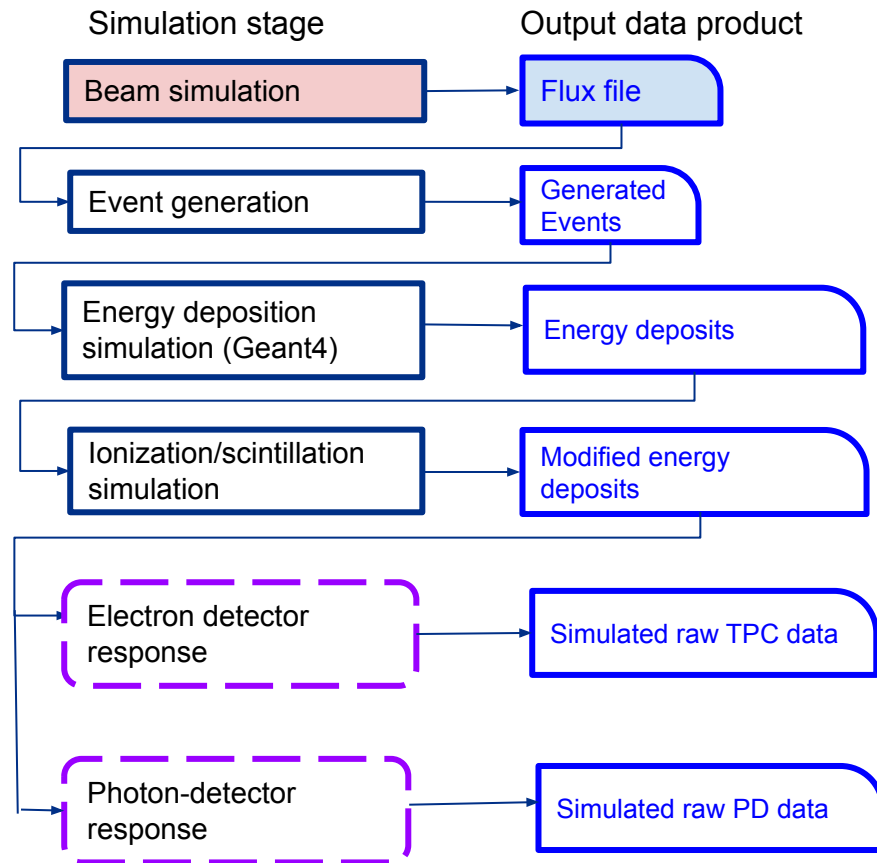 Simulation stage
Output data product
Beam simulation
Flux file
Event generation
Generated
Events
Energy deposition
simulation (Geant4)
Energy deposits
Ionization/scintillation
simulation
Modified energy
deposits
Electron detector
response
Simulated raw TPC data
Photon-detector
response
Simulated raw PD data